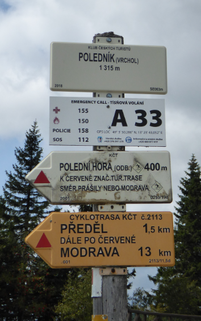 KLUB ČESKÝCH TURISTŮ
POLEDNÍK (VRCHOL)
1 315 m
EMERGENCY CALL - TÍSŇOVÁ VOLÁNÍ
155
150
POLICIE 158
SOS 112
A 33
KČT
POLEDNÍ HORA (ODB.) 400 m
K ČERVENĚ ZNAČ.TUR.TRASE
SMĚR PRÁŠILY NEBO MODRAVA
CYKLOTRASA KČT č.2113
PŘEDĚL 1,5 km
DÁLE PO ČERVENÉ
MODRAVA 13 km